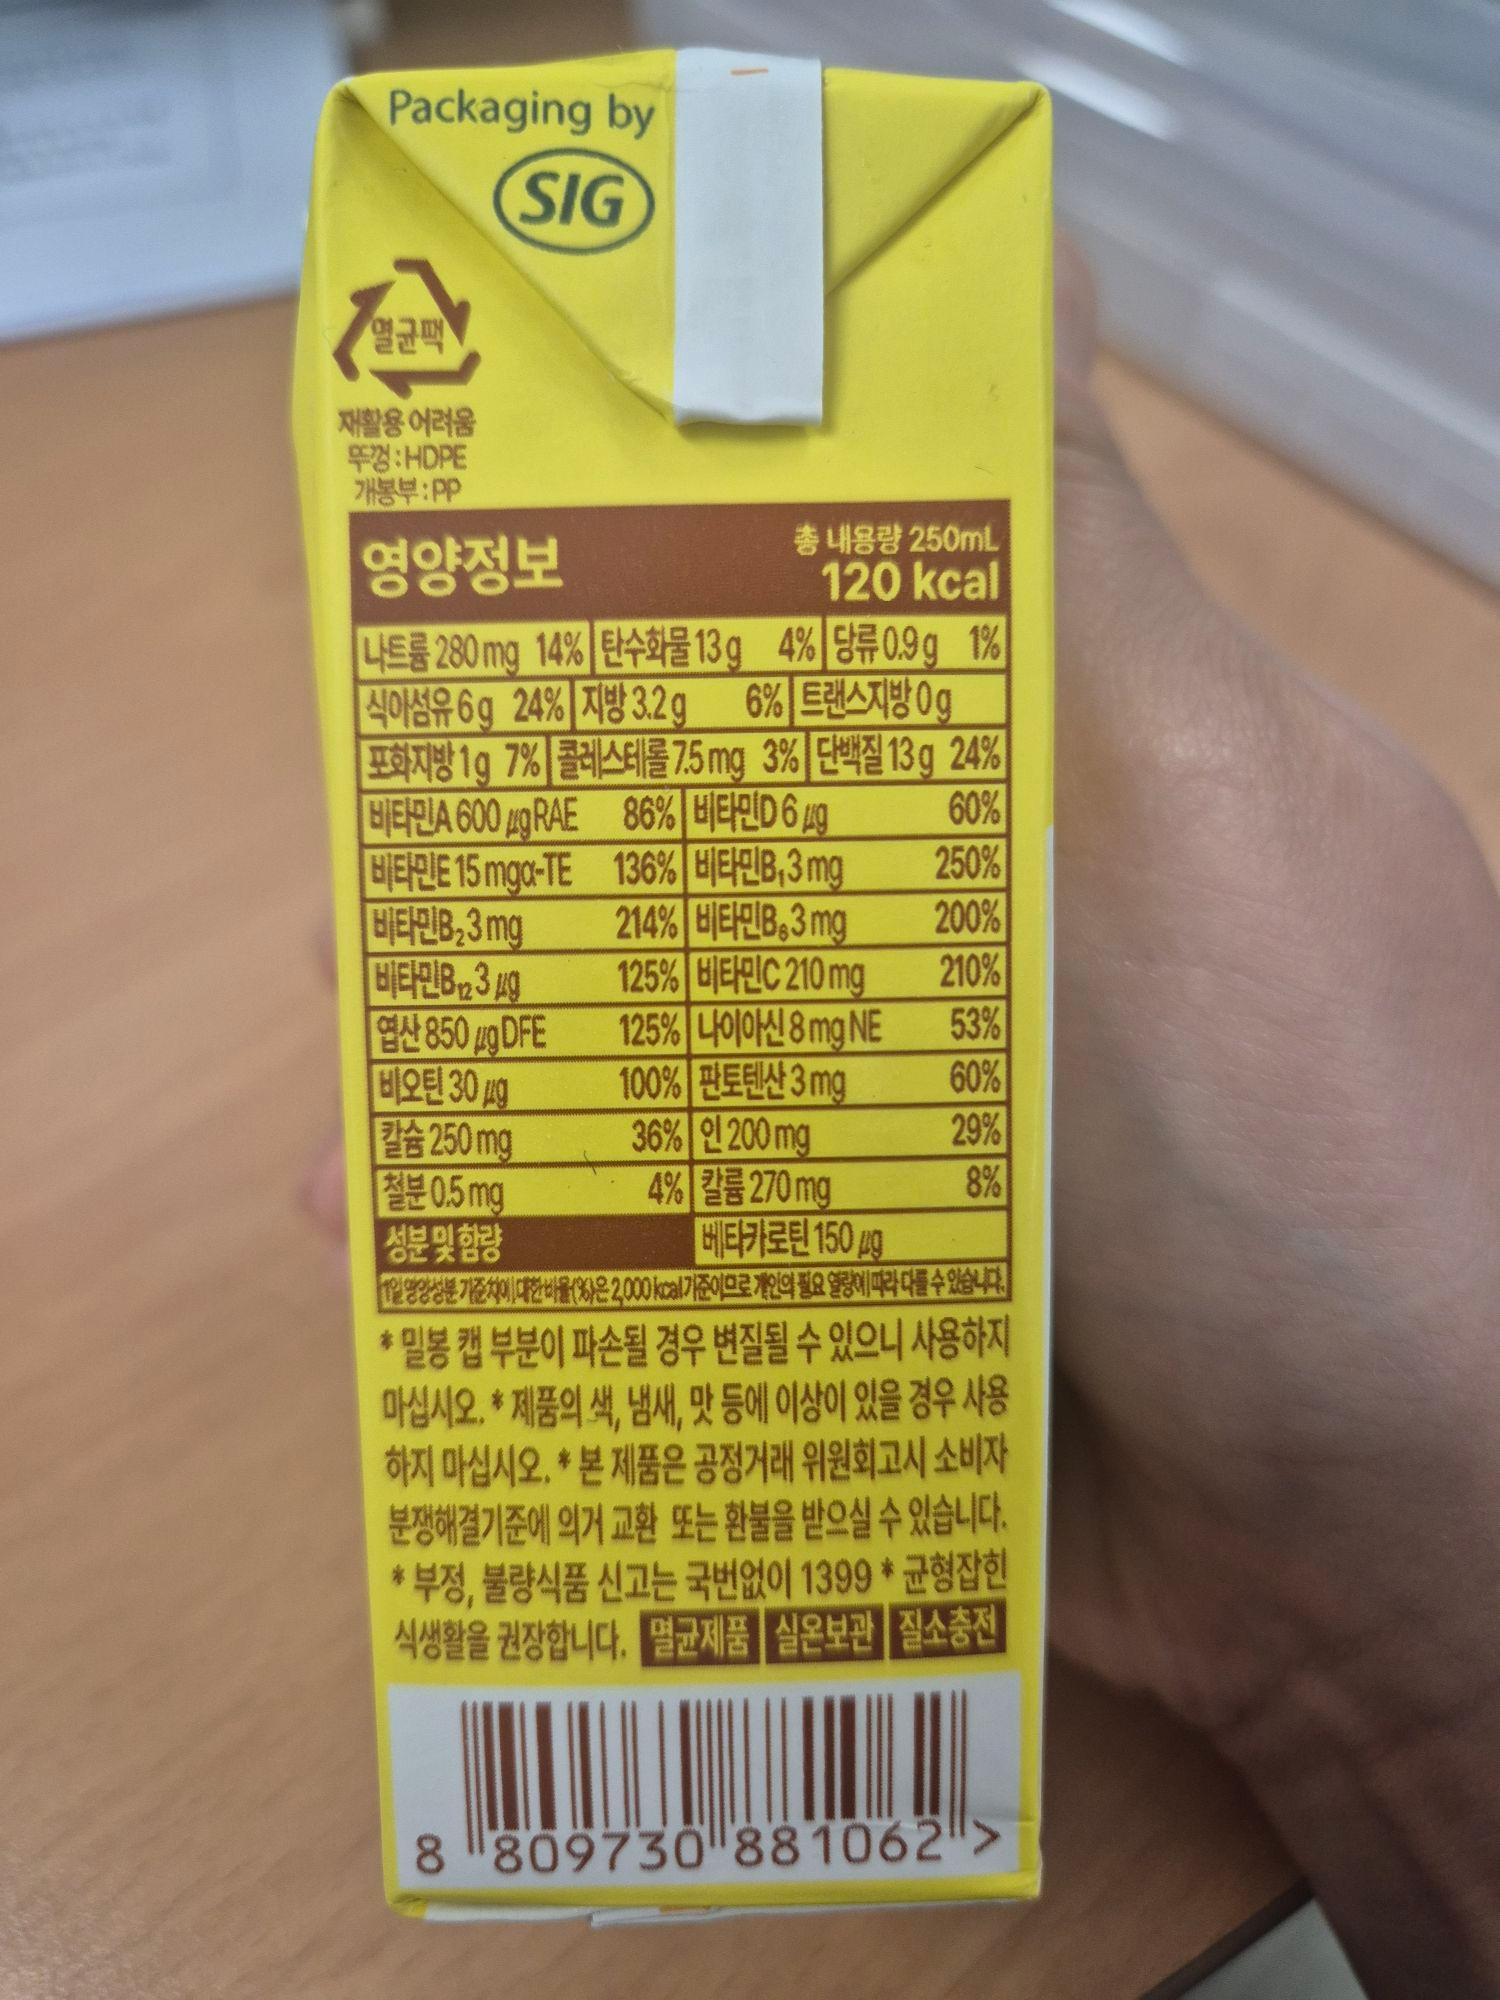 Packaging by
SIG
멸균팩
재활용 어려움
뚜껑:HDPE
개봉부:PP
영양정보 총 내용량 250mL
120 kcal
나트륨 280 mg 14% 탄수화물 13 g 4% 당류 0.9 g 1%
식이섬유 6 g 24% 지방 3.2 g 6% 트랜스지방 0 g
포화지방 1 g 7% 콜레스테롤 7.5 mg 3% 단백질 13 g 24%
비타민A 600 μgRAE 86% 비타민D 6 μg 60%
비타민E 15 mgα-TE 136% 비타민B₁ 3 mg 250%
비타민B₂ 3 mg 214% 비타민B₆ 3 mg 200%
비타민B₁₂ 3 μg 125% 비타민C 210 mg 210%
엽산 850 μgDFE 125% 나이아신 8 mg NE 53%
비오틴 30 μg 100% 판토텐산 3 mg 60%
칼슘 250 mg 36% 인 200 mg 29%
철분 0.5 mg 4% 칼륨 270 mg 8%
성분 및 함량 베타카로틴 150 μg
1일 영양성분 기준치에 대한 비율(%)은 2,000 kcal 기준이므로 개인의 필요 열량에 따라 다를 수 있습니다.
* 밀봉 캡 부분이 파손될 경우 변질될 수 있으니 사용하지
마십시오. * 제품의 색, 냄새, 맛 등에 이상이 있을 경우 사용
하지 마십시오. * 본 제품은 공정거래 위원회고시 소비자
분쟁해결기준에 의거 교환 또는 환불을 받으실 수 있습니다.
* 부정, 불량식품 신고는 국번없이 1399 * 균형잡힌
식생활을 권장합니다. 멸균제품 실온보관 질소충전
8 809730 881062 >